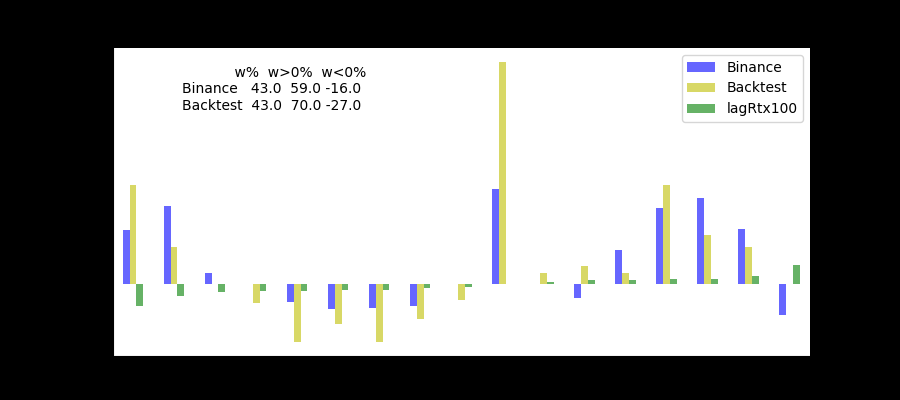 w%  w>0%  w<0%
Binance   43.0  59.0 -16.0
Backtest  43.0  70.0 -27.0
Binance
Backtest
lagRtx100